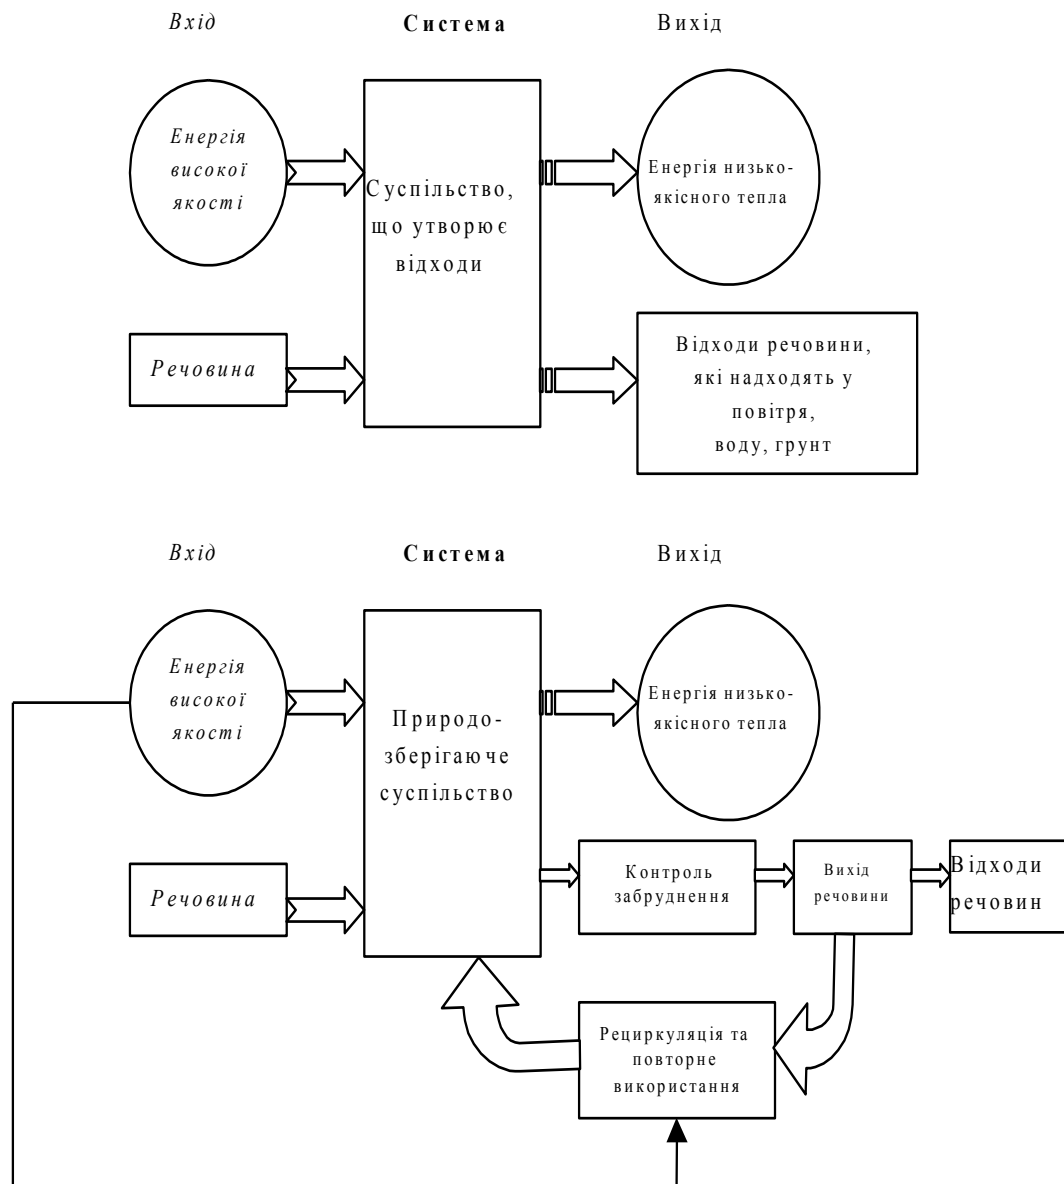 Вхід
Система
Вихід
Енергія
високої
якості
Суспільство,
що утворює
відходи
Енергія низько-
якісного тепла
Речовина
Відходи речовини,
які надходять у
повітря,
воду, грунт
Вхід
Система
Вихід
Енергія
високої
якості
Природо-
зберігаюче
суспільство
Енергія низько-
якісного тепла
Речовина
Контроль
забруднення
Вихід
речовини
Відходи
речовин
Рециркуляція та
повторне
використання